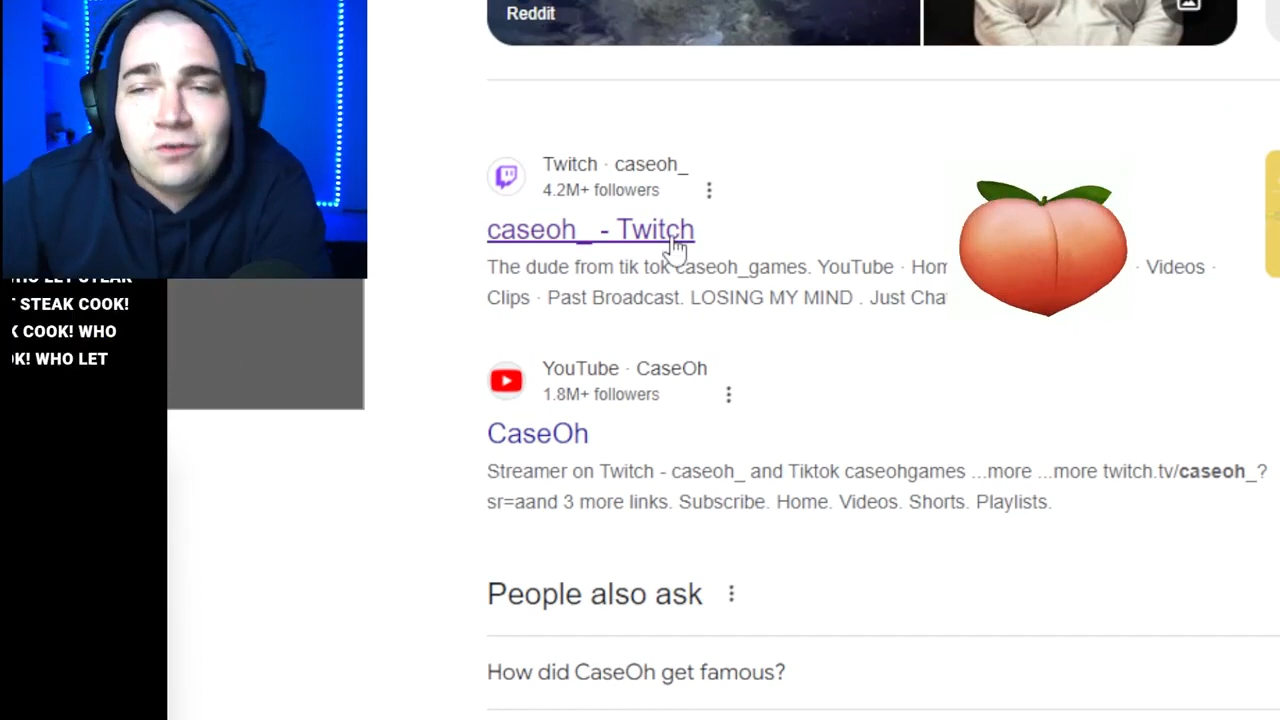 Reddit
Twitch · caseoh_
4.2M+ followers
caseoh_ - Twitch
The dude from tik tok caseoh_games. YouTube · · Videos ·
Clips · Past Broadcast. LOSING MY MIND . Just
YouTube · CaseOh
1.8M+ followers
CaseOh
Streamer on Twitch - caseoh_ and Tiktok caseohgames ...more ...more twitch.tv/caseoh_?
sr=aand 3 more links. Subscribe. Home. Videos. Shorts. Playlists.
People also ask
How did CaseOh get famous?
LET STEAK
STEAK COOK!
COOK! WHO
WHO LET